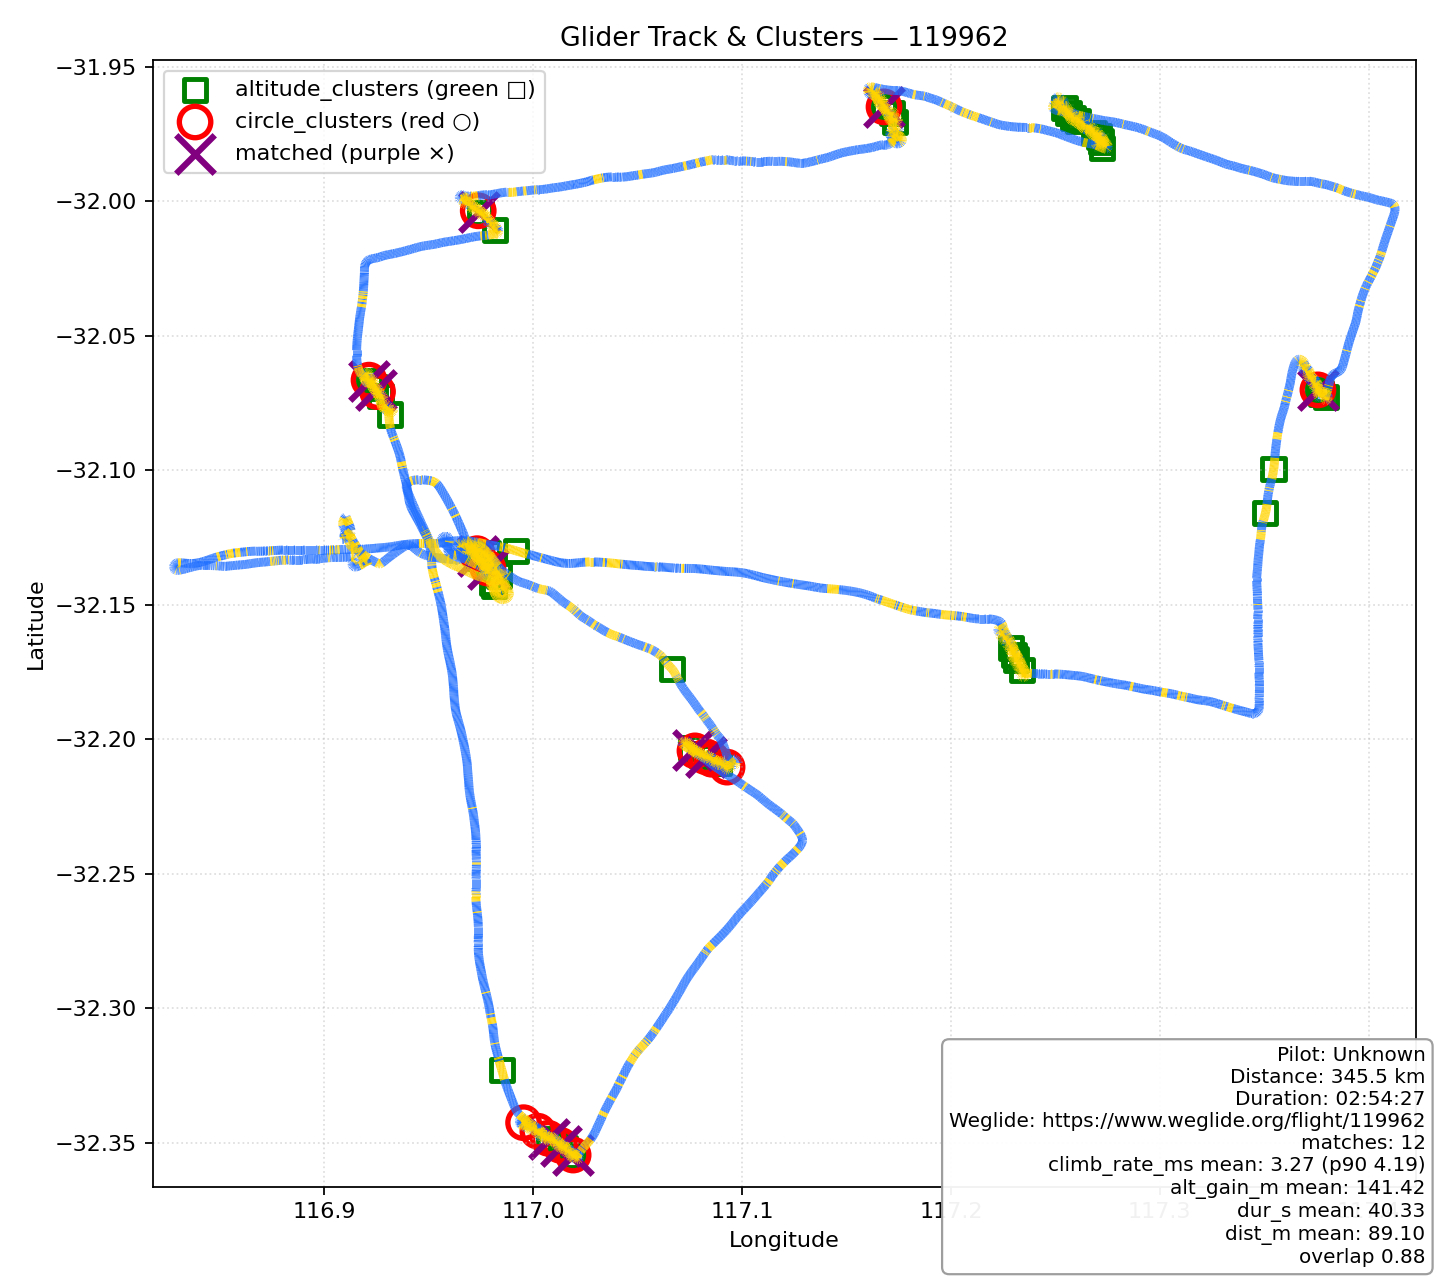 Glider Track & Clusters — 119962
altitude_clusters (green □)
circle_clusters (red ○)
matched (purple ×)
−31.95
−32.00
−32.05
−32.10
−32.15
−32.20
−32.25
−32.30
−32.35
Latitude
116.9
117.0
117.1
117.2
117.3
Longitude
Pilot: Unknown
Distance: 345.5 km
Duration: 02:54:27
Weglide: https://www.weglide.org/flight/119962
matches: 12
climb_rate_ms mean: 3.27 (p90 4.19)
alt_gain_m mean: 141.42
dur_s mean: 40.33
dist_m mean: 89.10
overlap 0.88